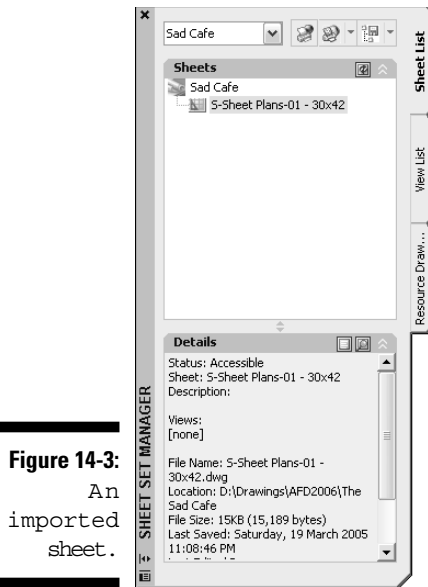 Sad Cafe
Sheets
Sad Cafe
S-Sheet Plans-01 - 30x42
Details
Status: Accessible
Sheet: S-Sheet Plans-01 - 30x42
Description:
Views:
[none]
File Name: S-Sheet Plans-01 -
30x42.dwg
Location: D:\Drawings\AFD2006\The
Sad Cafe
File Size: 15KB (15,189 bytes)
Last Saved: Saturday, 19 March 2005
11:08:46 PM
SHEET SET MANAGER
Sheet List
View List
Resource Draw...
Figure 14-3:
An
imported
sheet.